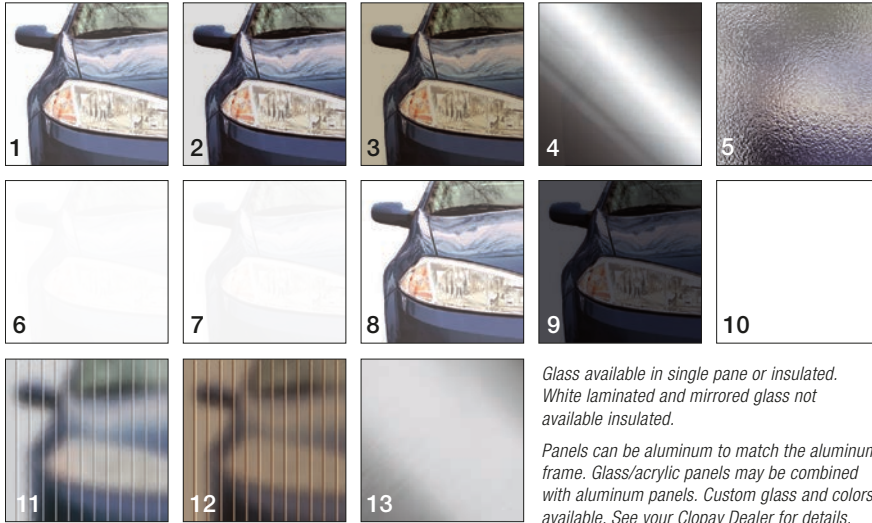 1
2
3
4
5
6
7
8
9
10
11
12
13
Glass available in single pane or insulated.
White laminated and mirrored glass not
available insulated.
Panels can be aluminum to match the aluminum
frame. Glass/acrylic panels may be combined
with aluminum panels. Custom glass and colors
available. See your Clopay Dealer for details.